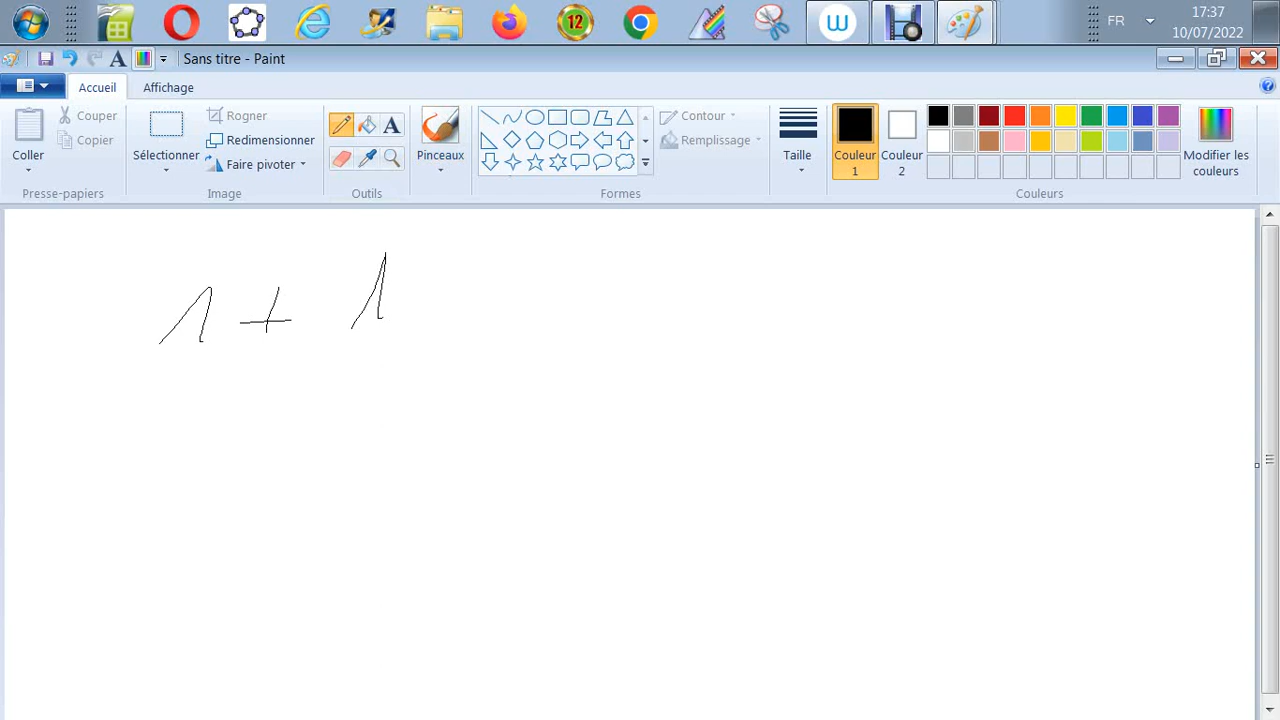 12
W
FR
17:37
10/07/2022
A
Sans titre - Paint
Accueil
Affichage
Coller
Couper
Copier
Presse-papiers
Sélectionner
Rogner
Redimensionner
Faire pivoter
Image
A
Outils
Pinceaux
Formes
Contour
Remplissage
Taille
Couleur
1
Couleur
2
Modifier les
couleurs
Couleurs
1 + 1